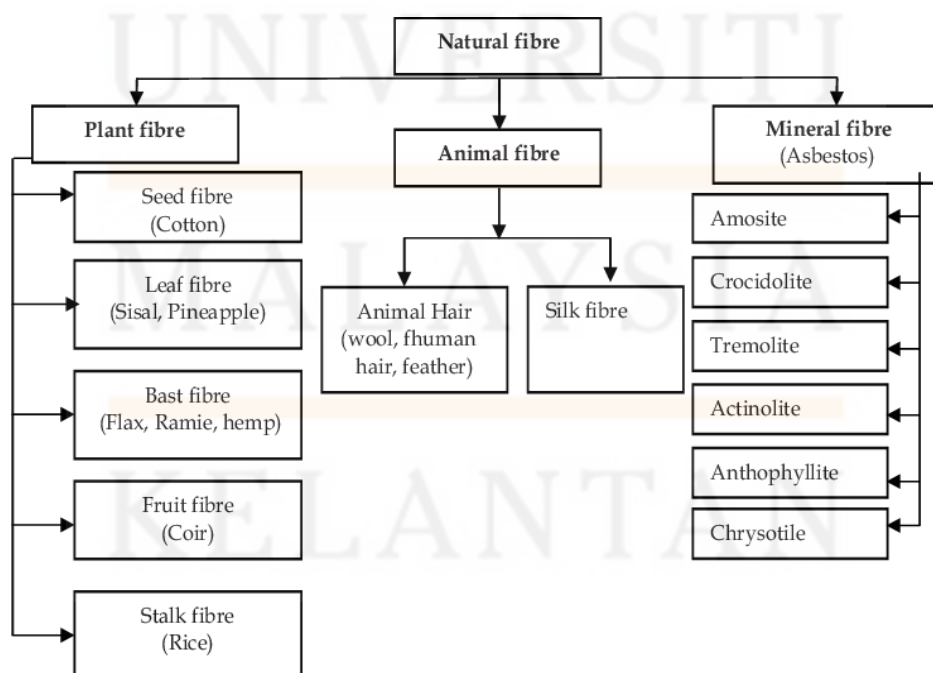 UNIVERSITI
MALAYSIA
KELANTAN
Natural fibre
Plant fibre
Seed fibre
(Cotton)
Leaf fibre
(Sisal, Pineapple)
Bast fibre
(Flax, Ramie, hemp)
Fruit fibre
(Coir)
Stalk fibre
(Rice)
Animal fibre
Animal Hair
(wool, fhuman
hair, feather)
Silk fibre
Mineral fibre
(Asbestos)
Amosite
Crocidolite
Tremolite
Actinolite
Anthophyllite
Chrysotile